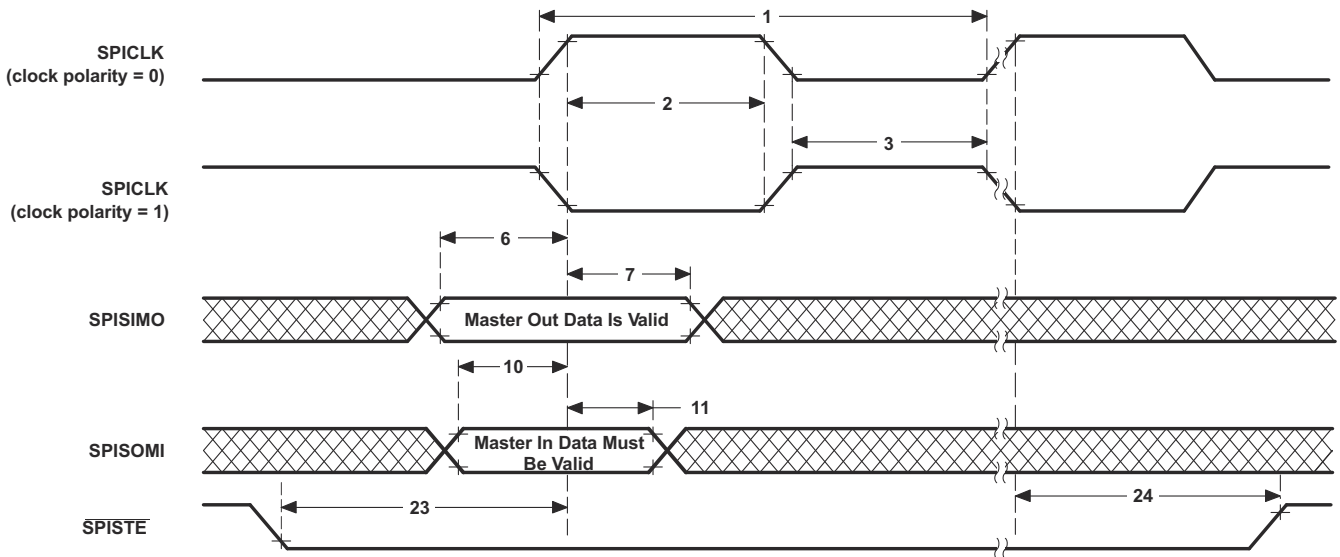 1
SPICLK
(clock polarity = 0)
2
3
SPICLK
(clock polarity = 1)
6
7
SPISIMO
Master Out Data Is Valid
10
11
SPISOMI
Master In Data Must
Be Valid
23
24
SPISTE